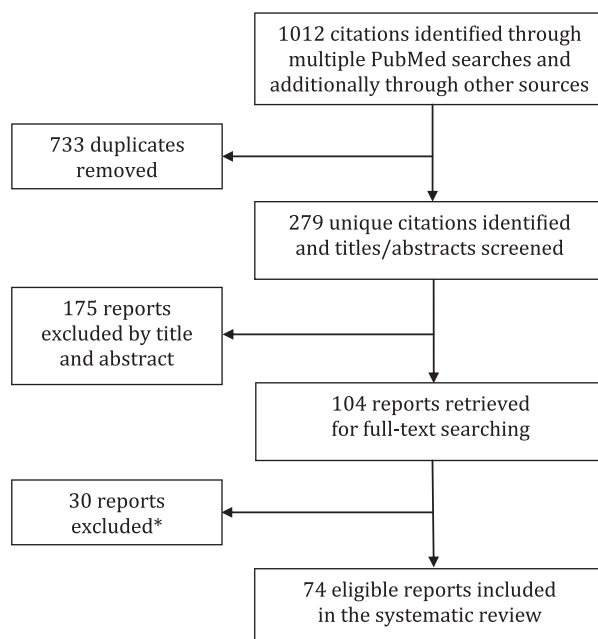 1012 citations identified through
multiple PubMed searches and
additionally through other sources
733 duplicates
removed
279 unique citations identified
and titles/abstracts screened
175 reports
excluded by title
and abstract
104 reports retrieved
for full-text searching
30 reports
excluded*
74 eligible reports included
in the systematic review